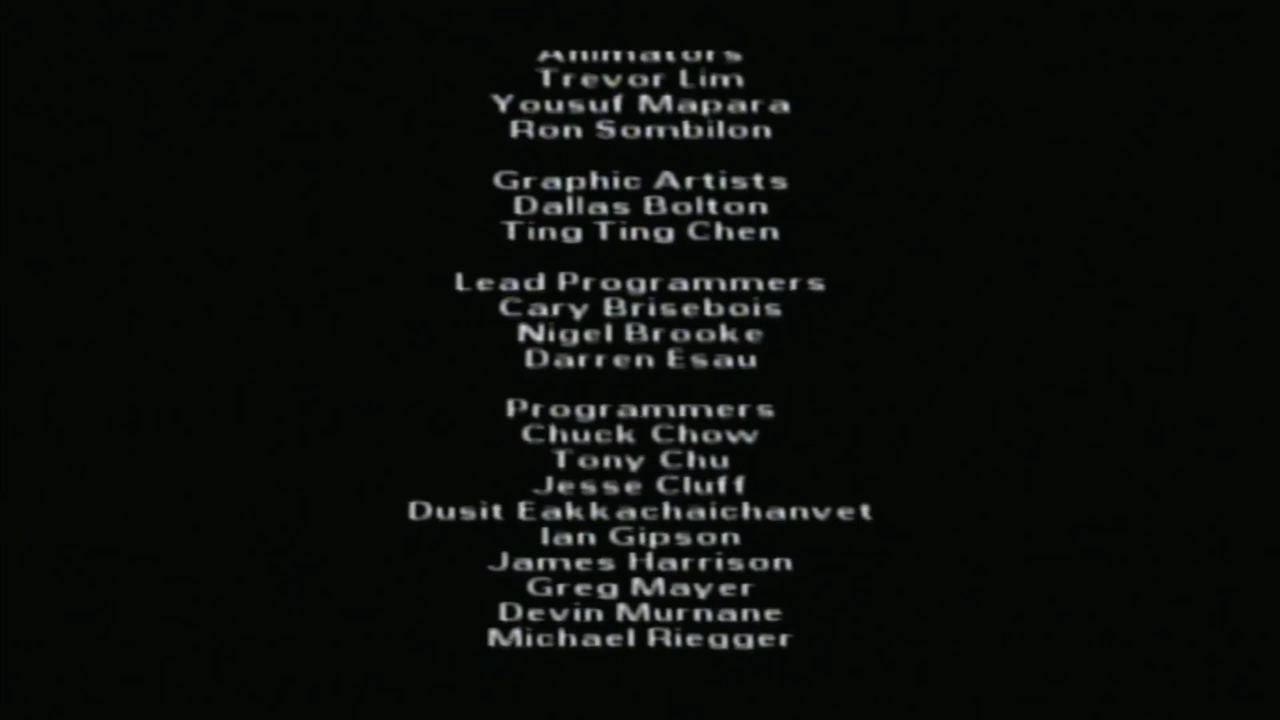 Animators
Trevor Lim
Yousuf Mapara
Ron Sombilon
Graphic Artists
Dallas Bolton
Ting Ting Chen
Lead Programmers
Cary Brisebois
Nigel Brooke
Darren Esau
Programmers
Chuck Chow
Tony Chu
Jesse Cluff
Dusit Eakkachaichanvet
Ian Gipson
James Harrison
Greg Mayer
Devin Murnane
Michael Riegger